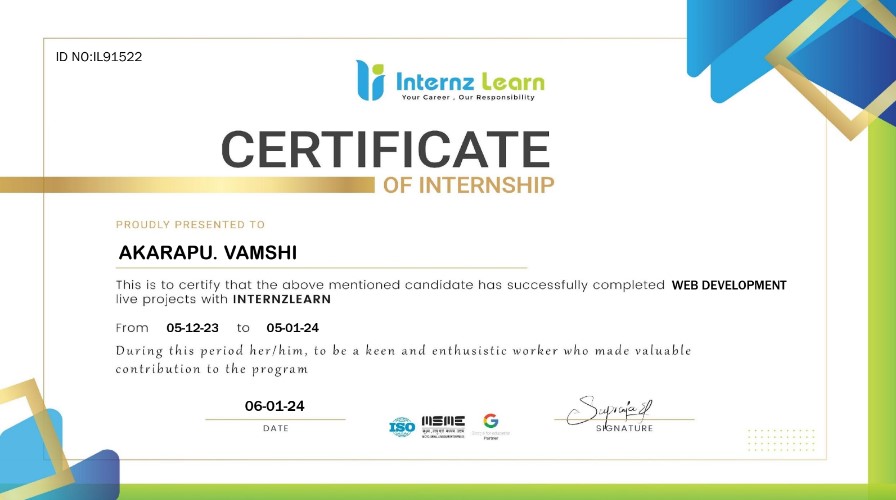 ID NO:IL91522
Internz Learn
Your Career , Our Responsibility
CERTIFICATE
OF INTERNSHIP
PROUDLY PRESENTED TO
AKARAPU. VAMSHI
This is to certify that the above mentioned candidate has successfully completed WEB DEVELOPMENT
live projects with INTERNZLEARN
From 05-12-23 to 05-01-24
During this period her/him, to be a keen and enthusistic worker who made valuable
contribution to the program
06-01-24
DATE
ISO
MSME
G
Partner
SIGNATURE